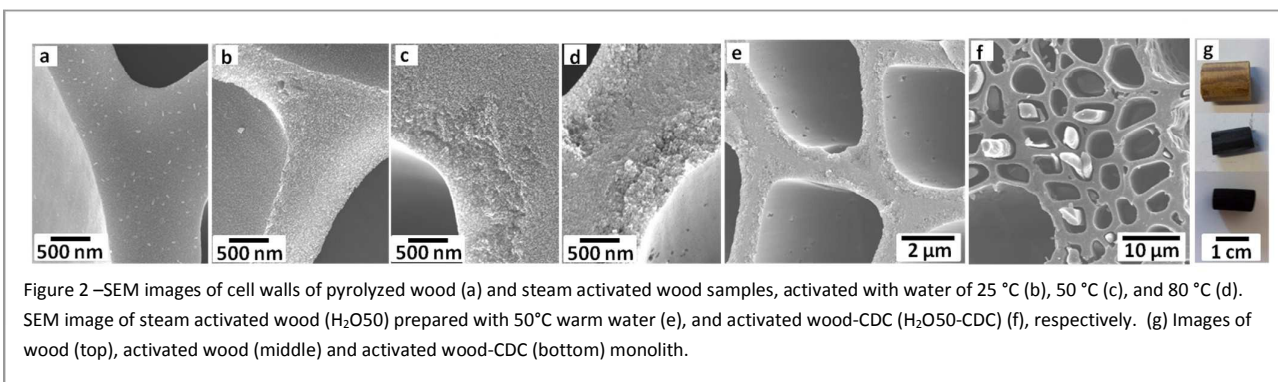 a b c d e f g
500 nm 500 nm 500 nm 500 nm 2 µm 10 µm 1 cm
Figure 2 –SEM images of cell walls of pyrolyzed wood (a) and steam activated wood samples, activated with water of 25 °C (b), 50 °C (c), and 80 °C (d).
SEM image of steam activated wood (H₂O50) prepared with 50°C warm water (e), and activated wood-CDC (H₂O50-CDC) (f), respectively. (g) Images of
wood (top), activated wood (middle) and activated wood-CDC (bottom) monolith.